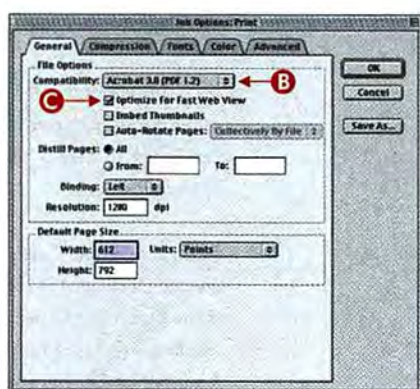 Job Options: Print
General Compression Fonts Color Advanced
File Options
Compatibility: Acrobat 3.0 (PDF 1.2) B
C Optimize for Fast Web View
Embed Thumbnails
Auto-Rotate Pages: Collectively By File
Distill Pages: All
From: To:
Binding: Left
Resolution: 1200 dpi
Default Page Size
Width: 612 Units: Points
Height: 792
OK
Cancel
Save As...